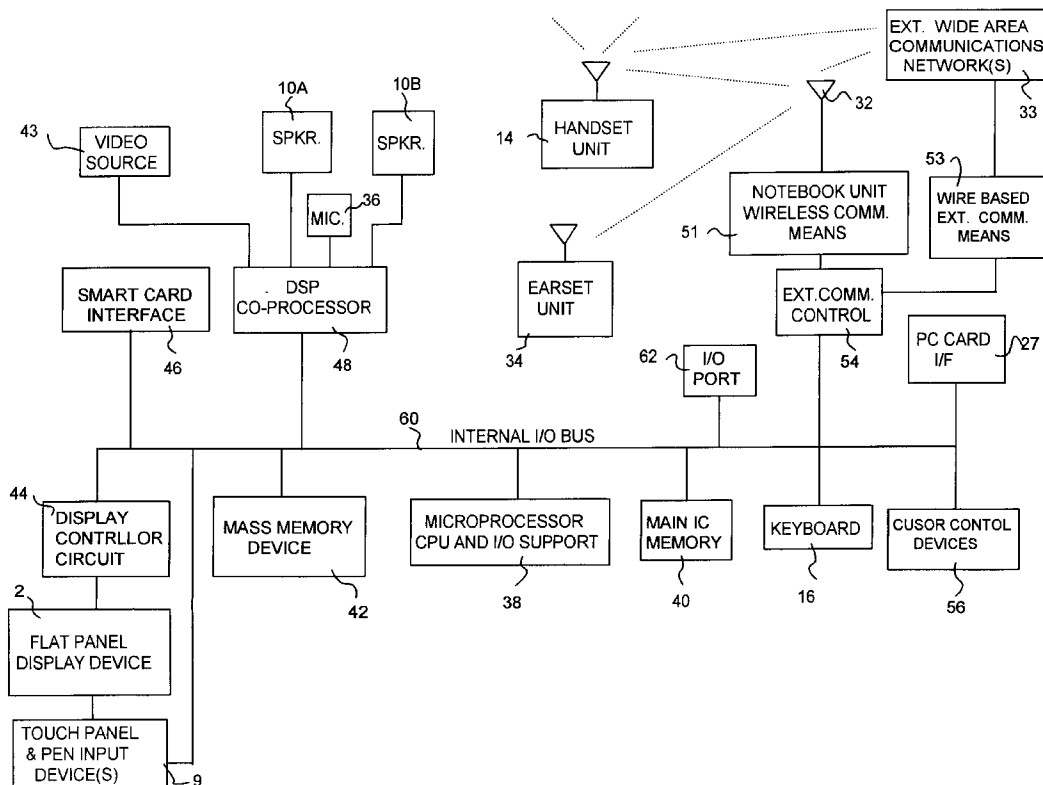 EXT. WIDE AREA
COMMUNICATIONS
NETWORK(S)
33
32
10A
SPKR.
10B
SPKR.
43
VIDEO
SOURCE
14
HANDSET
UNIT
36
MIC.
53
WIRE BASED
EXT. COMM.
MEANS
NOTEBOOK UNIT
WIRELESS COMM.
MEANS
51
SMART CARD
INTERFACE
46
DSP
CO-PROCESSOR
48
EARSET
UNIT
34
EXT.COMM.
CONTROL
54
PC CARD
I/F
27
62
I/O
PORT
60
INTERNAL I/O BUS
44
DISPLAY
CONTRLLOR
CIRCUIT
MASS MEMORY
DEVICE
42
MICROPROCESSOR
CPU AND I/O SUPPORT
38
MAIN IC
MEMORY
40
KEYBOARD
16
CUSOR CONTOL
DEVICES
56
2
FLAT PANEL
DISPLAY DEVICE
TOUCH PANEL
& PEN INPUT
DEVICE(S)
9